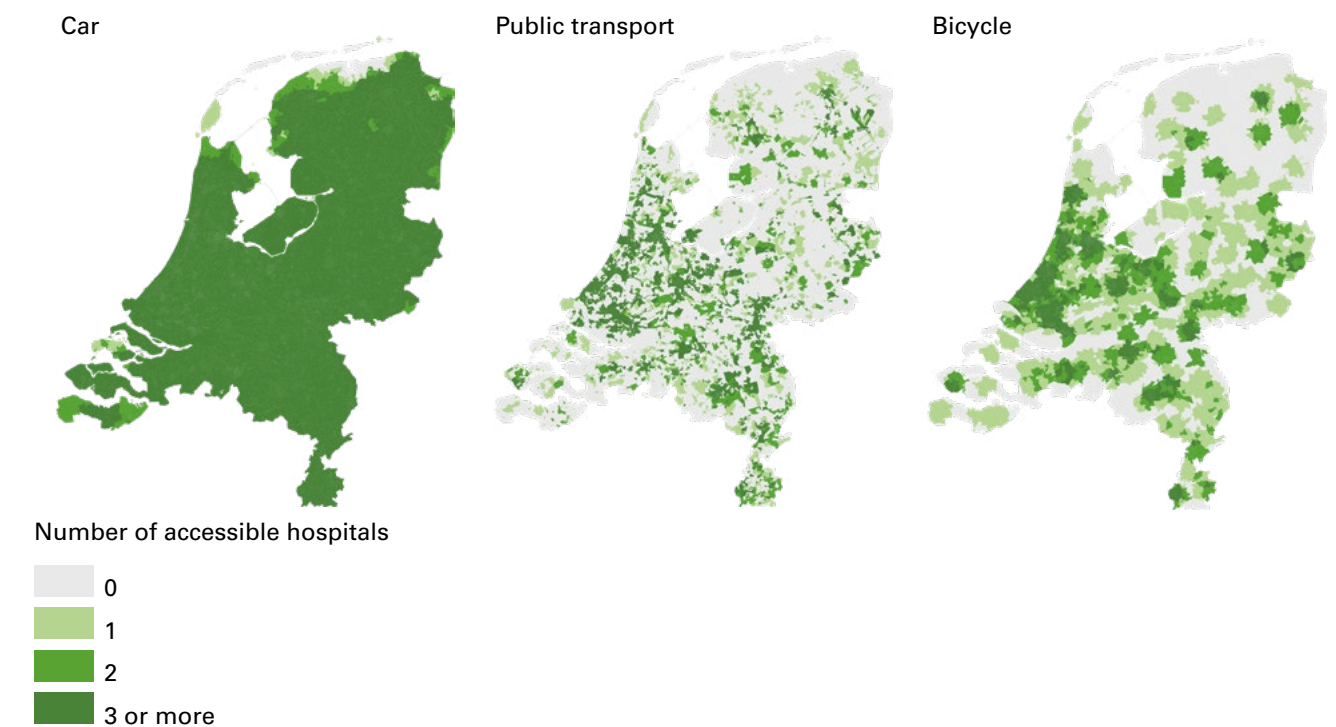 Car
Public transport
Bicycle
Number of accessible hospitals
0
1
2
3 or more